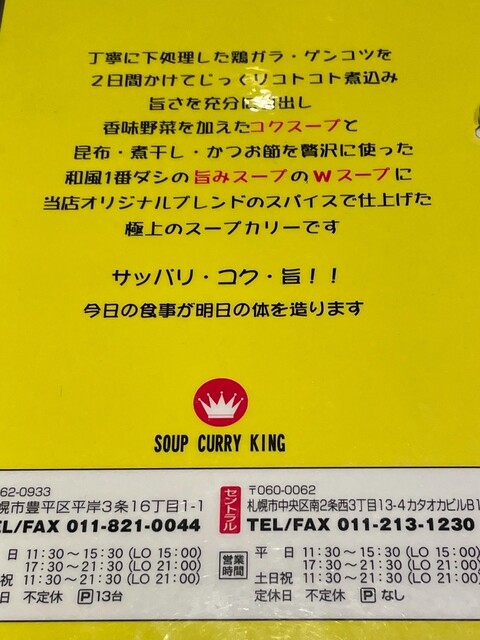 丁寧に下処理した鶏ガラ・ゲンコツを
２日間かけてじっくりコトコト煮込み
旨さを充分に 出し
香味野菜を加えたコクスープと
昆布・煮干し・かつお節を贅沢に使った
和風1番ダシの旨みスープのＷスープに
当店オリジナルブレンドのスパイスで仕上げた
極上のスープカリーです
サッパリ・コク・旨！！
今日の食事が明日の体を造ります
SOUP CURRY KING
62-0933
札幌市豊平区平岸３条16丁目1-1
EL/FAX 011-821-0044
日 11:30～15:30 (LO 15:00)
17:30～21:30 (LO 21:00)
祝 11:30～21:30 (LO 21:00)
日 不定休 P 13台
セントラル
〒060-0062
札幌市中央区南2条西3丁目13-4カタオカビルB1
TEL/FAX 011-213-1230
営業時間
平 日 11:30～15:30 (LO 15:00)
17:30～21:30 (LO 21:00)
土日祝 11:30～21:30 (LO 21:00)
定休日 不定休 P なし